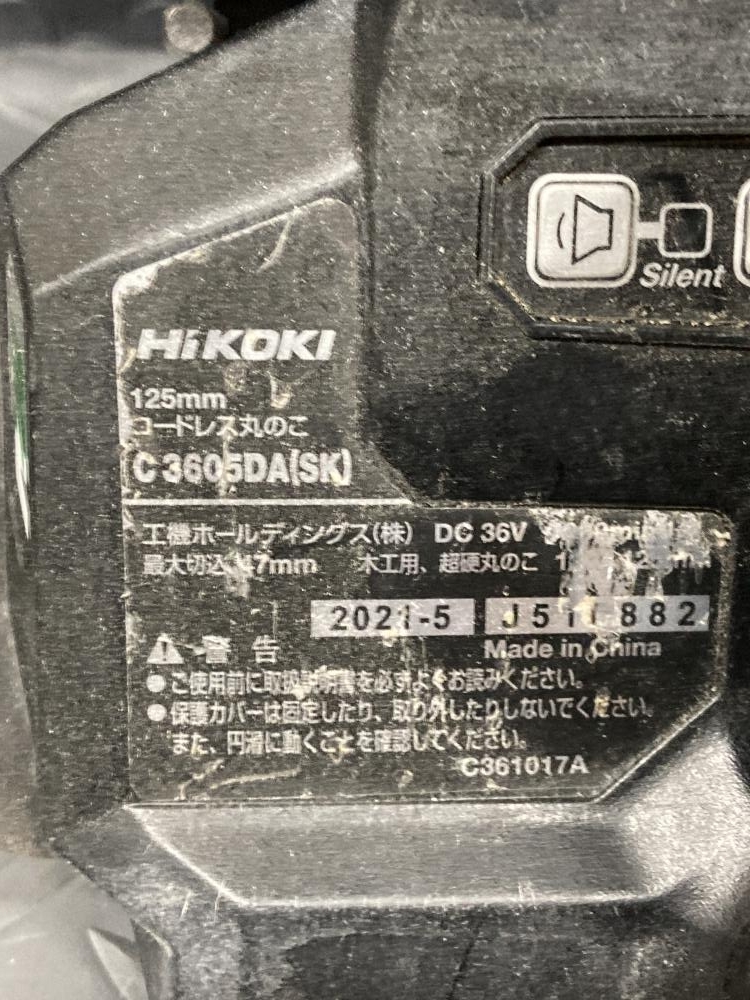 Silent
HiKOKI
125mm
コードレス丸のこ
C3605DA(SK)
工機ホールディングス(株) DC 36V
最大切込 47mm 木工用、超硬丸のこ
2021-5
Made in China
警告
●ご使用前に取扱説明書を必ずよくお読みください。
●保護カバーは固定したり、取り外したりしないでください。
また、円滑に動くことを確認してください。
C361017A